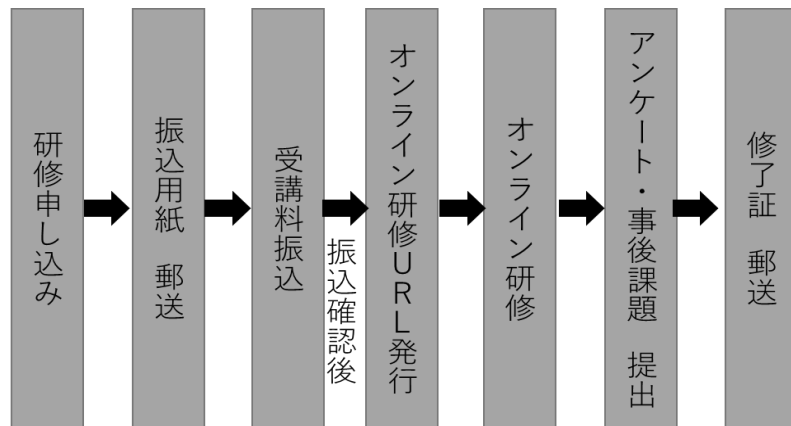 研修申し込み
振込用紙　郵送
受講料振込
振込確認後
オンライン研修ＵＲＬ発行
オンライン研修
アンケート・事後課題　提出
修了証　郵送